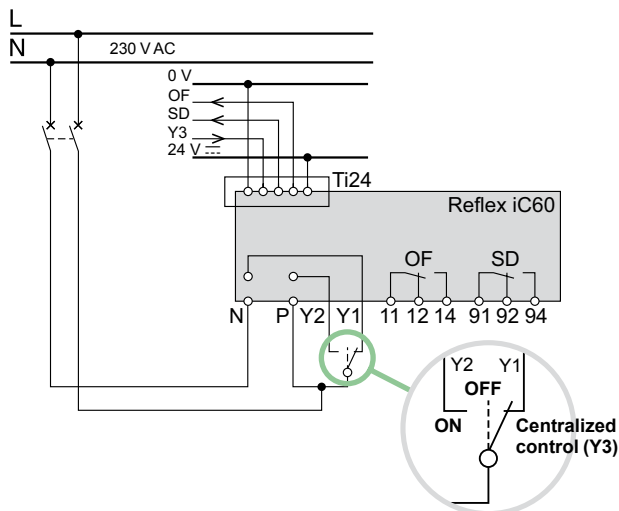 L
N
230 V AC
0 V
OF
SD
Y3
24 V
Ti24
Reflex iC60
OF SD
N P Y2 Y1 11 12 14 91 92 94
Y2 Y1
OFF
ON
Centralized
control (Y3)